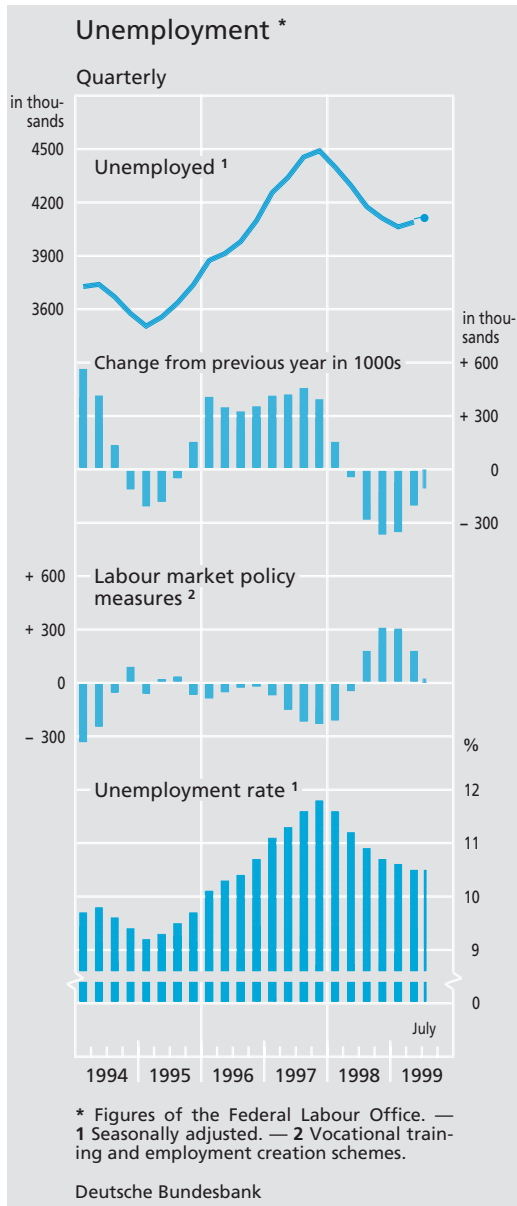 Unemployment *
Quarterly
in thou-
sands
4500
Unemployed 1
4200
3900
3600
in thou-
sands
Change from previous year in 1000s
+ 600
+ 300
0
– 300
+ 600
Labour market policy
measures 2
+ 300
0
– 300
%
Unemployment rate 1
12
11
10
9
0
July
1994
1995
1996
1997
1998
1999
* Figures of the Federal Labour Office. —
1 Seasonally adjusted. — 2 Vocational train-
ing and employment creation schemes.
Deutsche Bundesbank